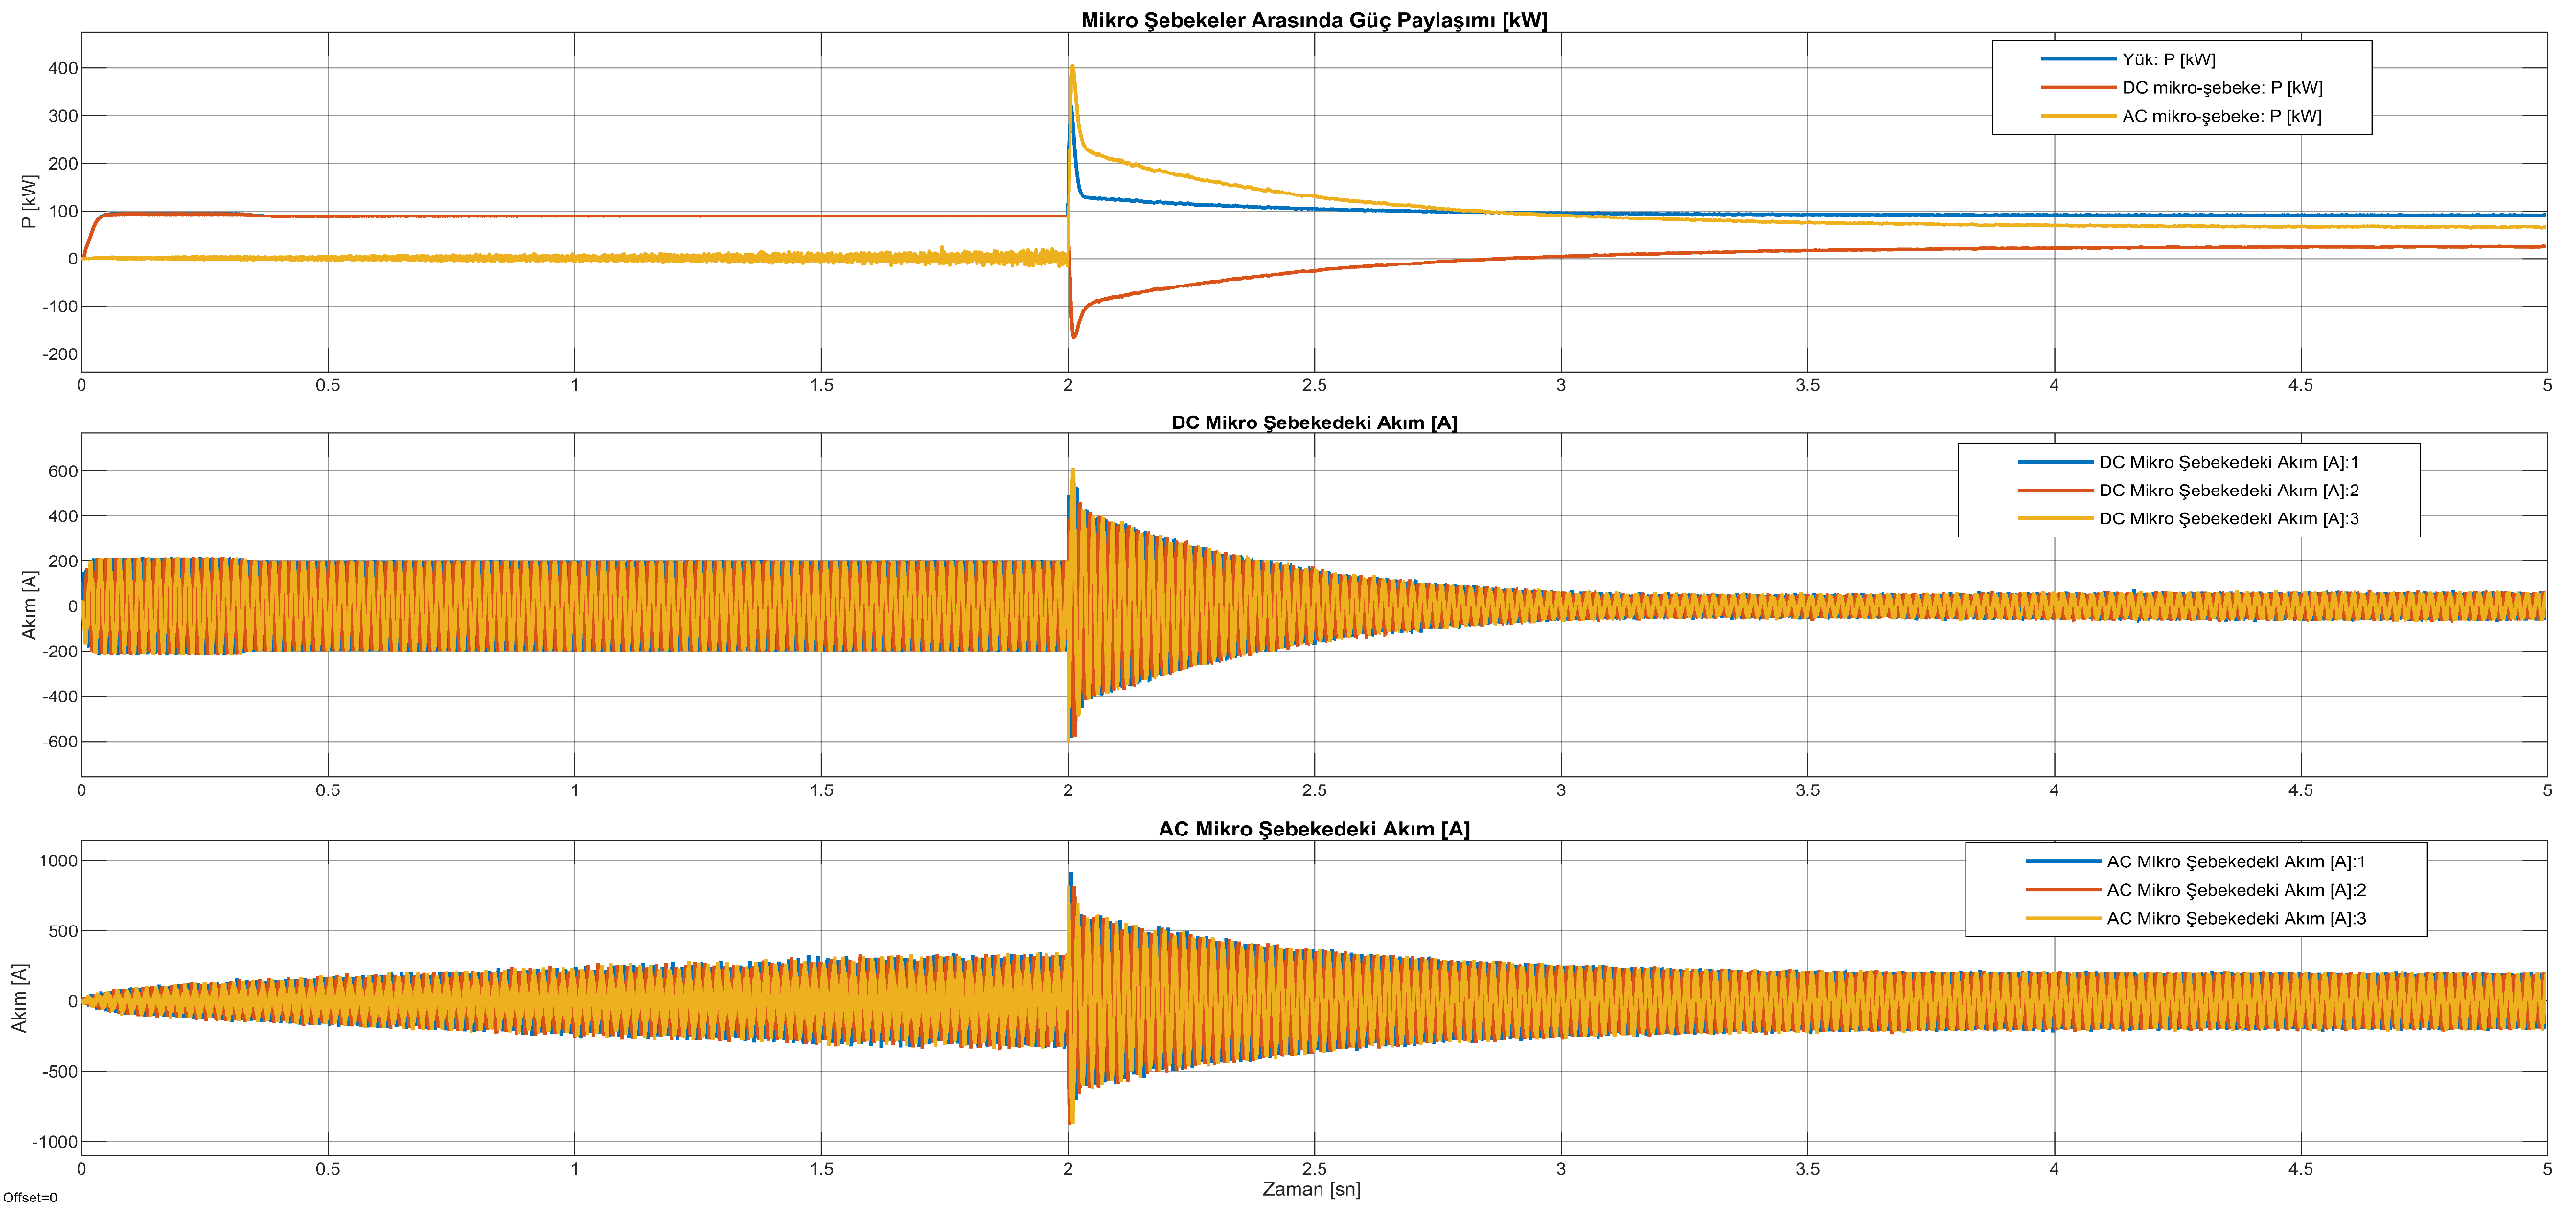 Mikro Şebekeler Arasında Güç Paylaşımı [kW]
Yük: P [kW]
DC mikro-şebeke: P [kW]
AC mikro-şebeke: P [kW]
P [kW]
400
300
200
100
0
-100
-200
0 0.5 1 1.5 2 2.5 3 3.5 4 4.5 5
DC Mikro Şebekedeki Akım [A]
DC Mikro Şebekedeki Akım [A]:1
DC Mikro Şebekedeki Akım [A]:2
DC Mikro Şebekedeki Akım [A]:3
Akım [A]
600
400
200
0
-200
-400
-600
0 0.5 1 1.5 2 2.5 3 3.5 4 4.5 5
AC Mikro Şebekedeki Akım [A]
AC Mikro Şebekedeki Akım [A]:1
AC Mikro Şebekedeki Akım [A]:2
AC Mikro Şebekedeki Akım [A]:3
Akım [A]
1000
500
0
-500
-1000
0 0.5 1 1.5 2 2.5 3 3.5 4 4.5 5
Zaman [sn]
Offset=0